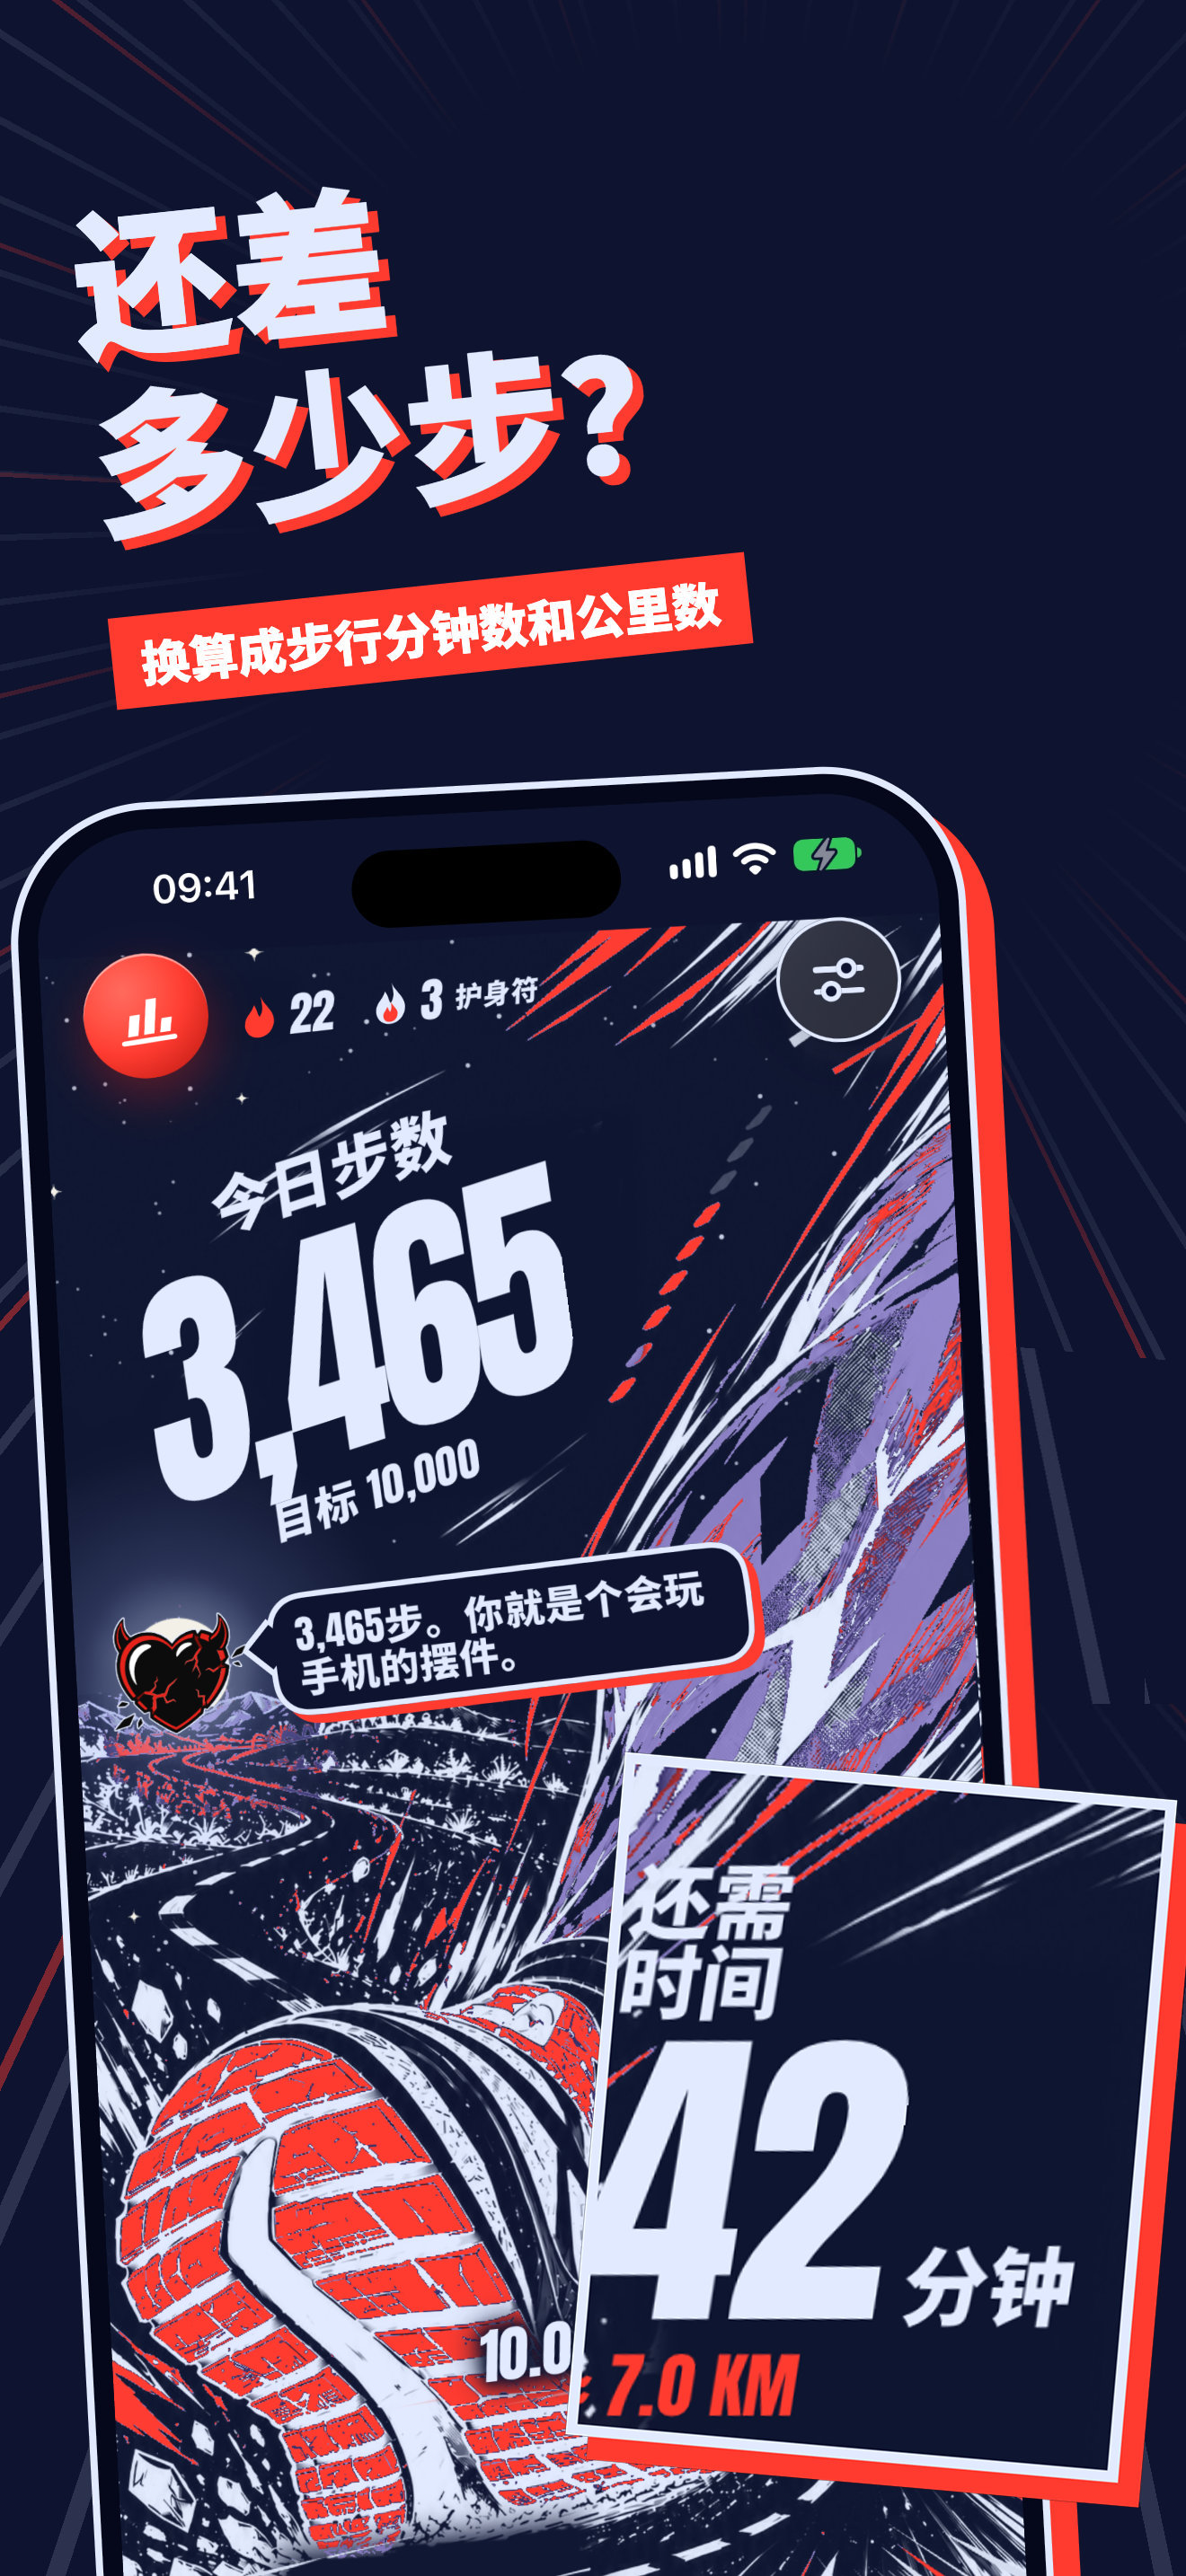 还差
多少步?
换算成步行分钟数和公里数
09:41
22 3 护身符
今日步数
3,465
目标 10,000
3,465步。你就是个会玩
手机的摆件。
还需
时间
42 分钟
10.0
7.0 KM